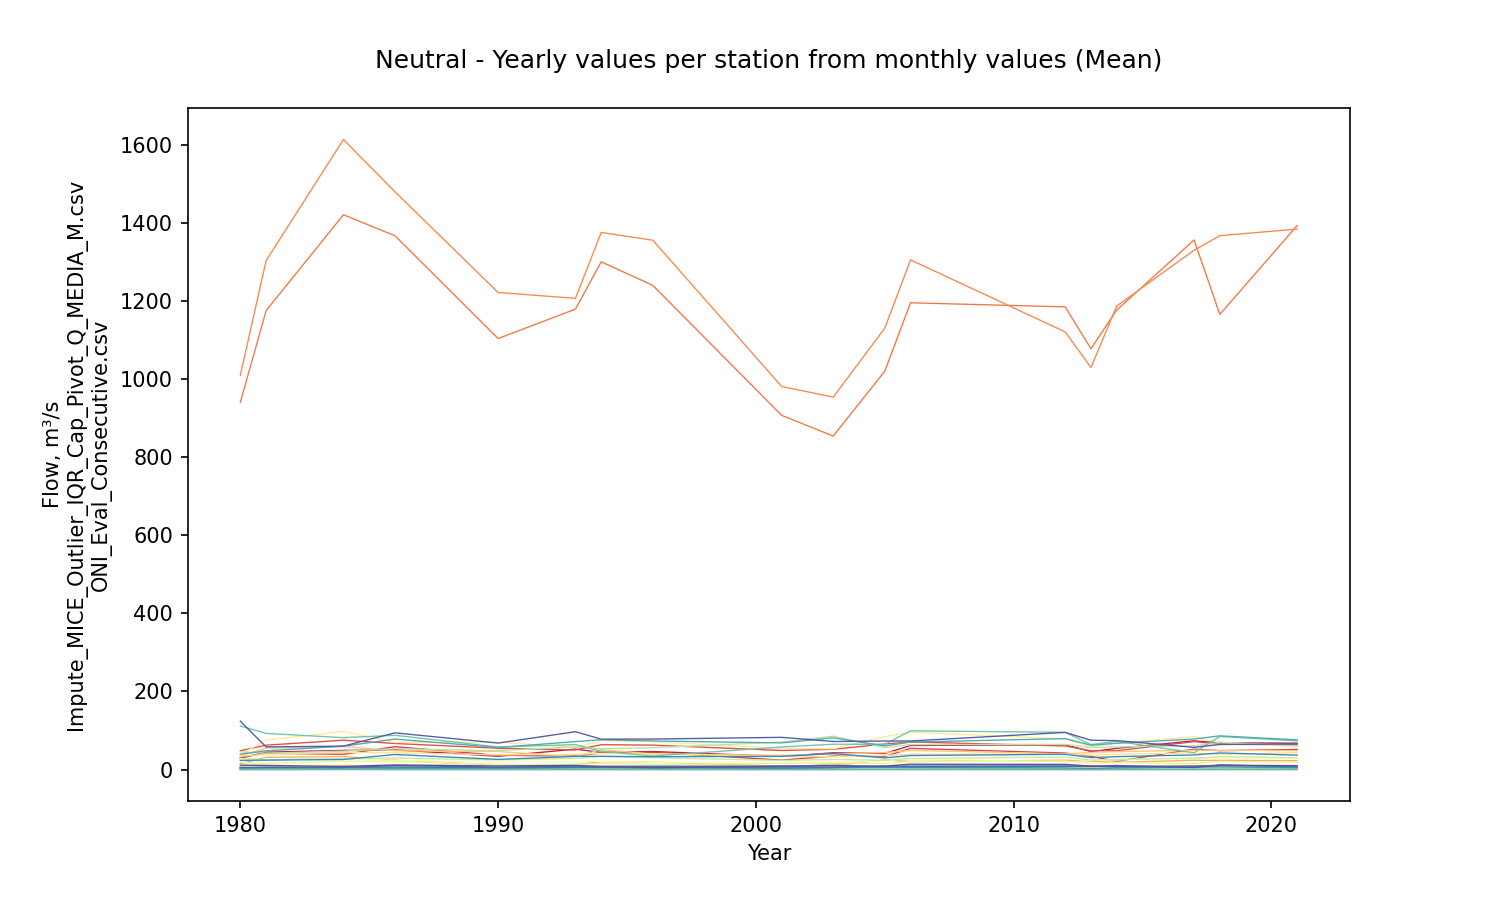 Neutral - Yearly values per station from monthly values (Mean)
Flow, m³/s
Impute_MICE_Outlier_IQR_Cap_Pivot_Q_MEDIA_M.csv
ONI_Eval_Consecutive.csv
1600
1400
1200
1000
800
600
400
200
0
1980
1990
2000
2010
2020
Year